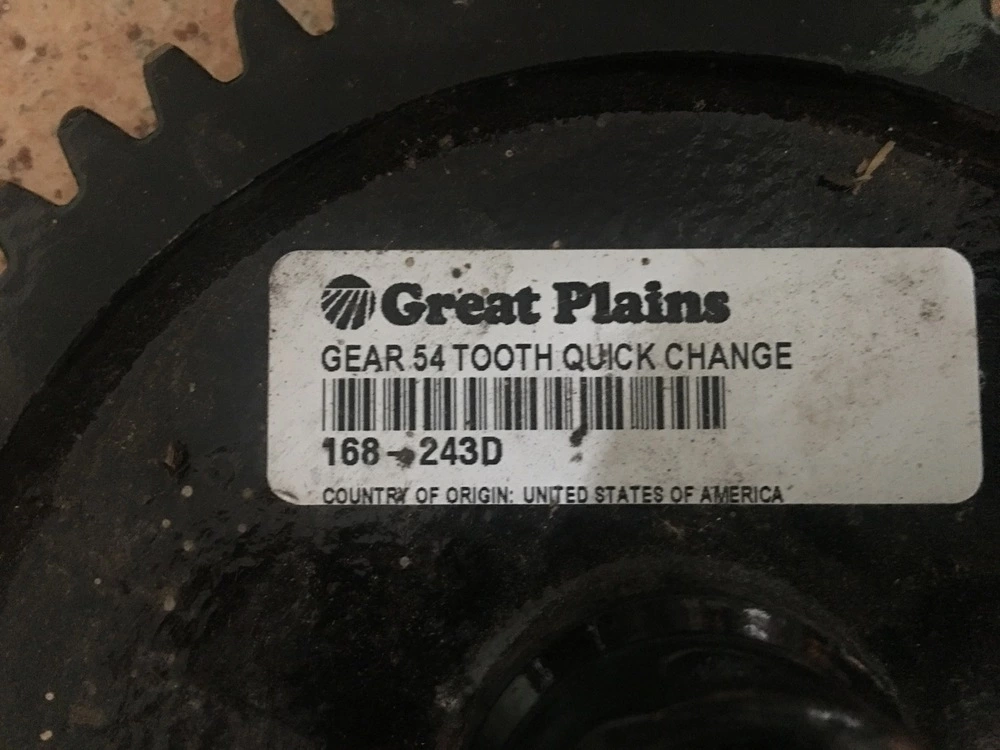 Great Plains
GEAR 54 TOOTH QUICK CHANGE
168-243D
COUNTRY OF ORIGIN: UNITED STATES OF AMERICA